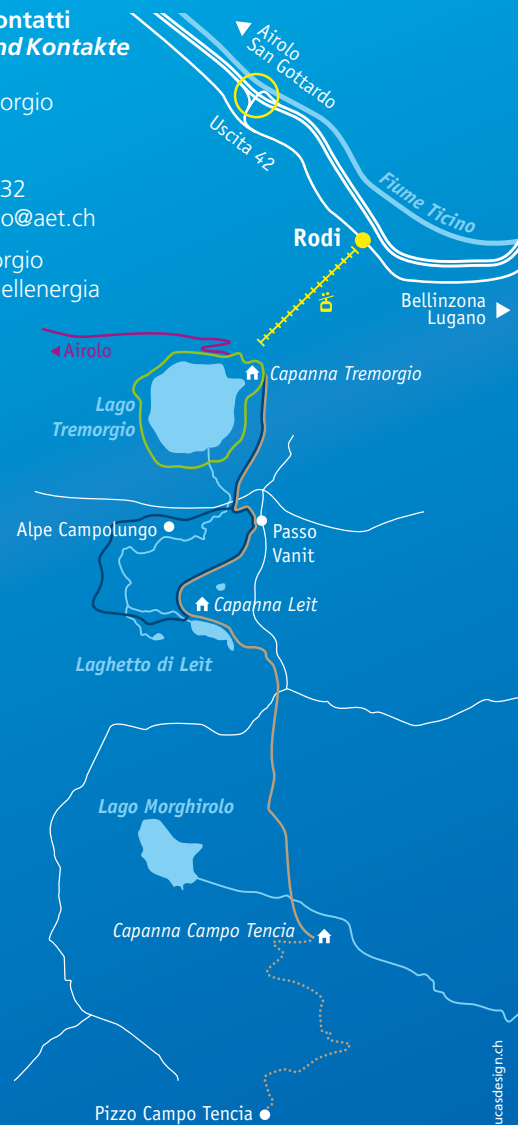 ontatti
nd Kontakte
orgio
32
o@aet.ch
orgio
ellenergia
Airolo
San Gottardo
Uscita 42
Fiume Ticino
Rodi
Bellinzona
Lugano
Airolo
Capanna Tremorgio
Lago
Tremorgio
Alpe Campolungo
Passo
Vanit
Capanna Leìt
Laghetto di Leìt
Lago Morghirolo
Capanna Campo Tencia
Pizzo Campo Tencia
ucasdesign.ch